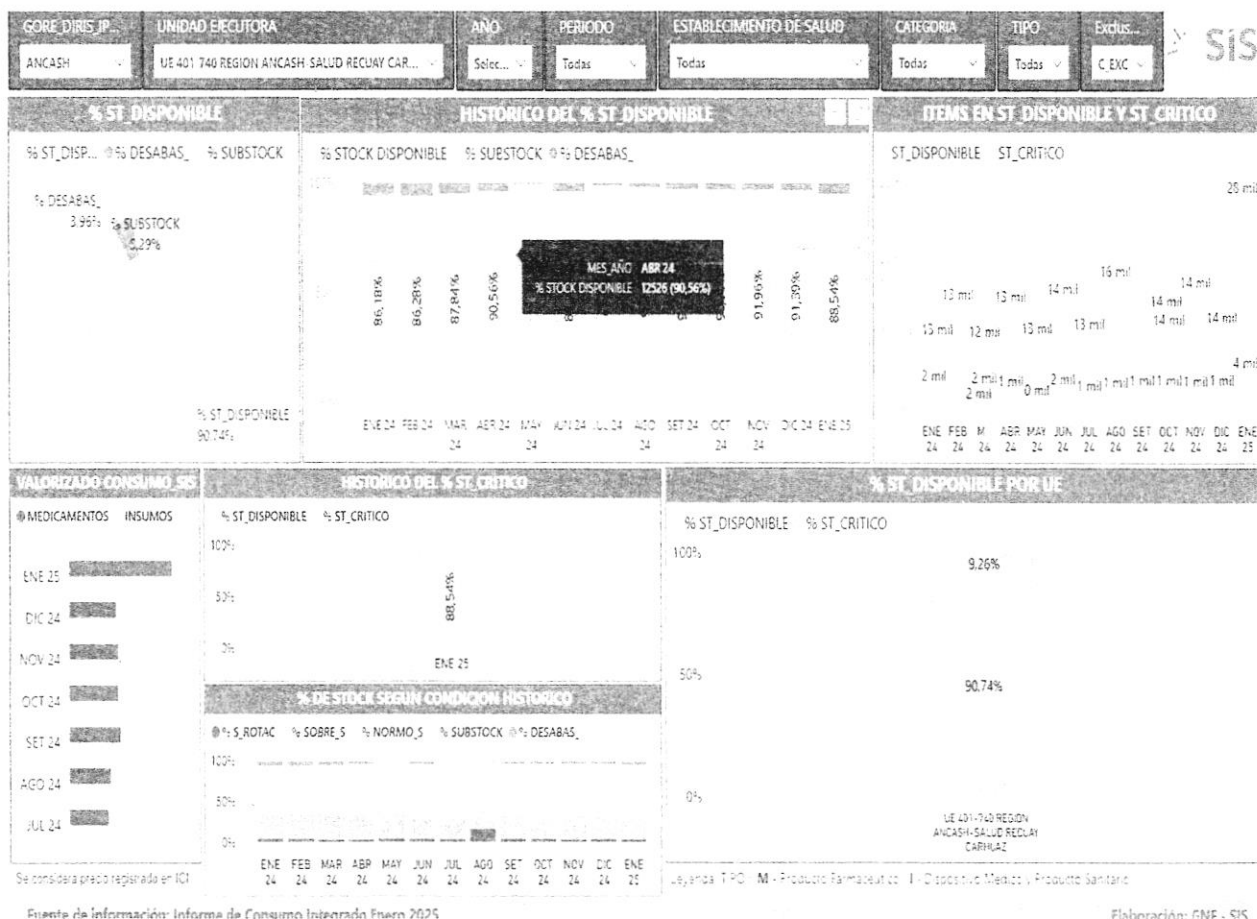 GORE_DIRIS_IP... UNIDAD EJECUTORA AÑO PERIODO ESTABLECIMIENTO DE SALUD CATEGORIA TIPO Exclus...
ANCASH UE 401-740 REGION ANCASH-SALUD RECUAY CAR... Selec... Todas Todas Todas Todas C_EXC
SIS
% ST_DISPONIBLE
% ST_DISP... % DESABAS_ % SUBSTOCK
% DESABAS_
3.96%
% SUBSTOCK
5,29%
% ST_DISPONIBLE
90.74%
HISTORICO DEL % ST_DISPONIBLE
% STOCK DISPONIBLE % SUBSTOCK % DESABAS_
86,18% 86,28% 87,84% 90,56% 91,96% 91,39% 88,54%
MES_AÑO ABR 24
% STOCK DISPONIBLE 12526 (90,56%)
ENE 24 FEB 24 MAR 24 ABR 24 MAY 24 JUN 24 JUL 24 AGO 24 SET 24 OCT 24 NOV 24 DIC 24 ENE 25
ITEMS EN ST_DISPONIBLE Y ST_CRITICO
ST_DISPONIBLE ST_CRITICO
28 mil
16 mil
13 mil 13 mil 14 mil 14 mil 14 mil
13 mil 12 mil 13 mil 13 mil 14 mil 14 mil
4 mil
2 mil 2 mil 1 mil 2 mil 1 mil 1 mil 1 mil 1 mil 1 mil 1 mil
2 mil 0 mil
ENE FEB M. ABR MAY JUN JUL AGO SET OCT NOV DIC ENE
24 24 24 24 24 24 24 24 24 24 24 24 25
VALORIZADO CONSUMO_SIS
MEDICAMENTOS INSUMOS
ENE 25
DIC 24
NOV 24
OCT 24
SET 24
AGO 24
JUL 24
Se considera precio registrado en ICI
HISTORICO DEL % ST_CRITICO
% ST_DISPONIBLE % ST_CRITICO
100%
50%
0%
88,54%
ENE 25
% DE STOCK SEGUN CONDICION HISTORICO
% S_ROTAC % SOBRE_S % NORMO_S % SUBSTOCK % DESABAS_
100%
50%
0%
ENE FEB MAR ABR MAY JUN JUL AGO SET OCT NOV DIC ENE
24 24 24 24 24 24 24 24 24 24 24 24 25
% ST_DISPONIBLE POR UE
% ST_DISPONIBLE % ST_CRITICO
100%
9.26%
50%
90.74%
0%
UE 401-740 REGION
ANCASH-SALUD RECUAY
CARHUAZ
Leyenda: TIPO: M - Producto Farmaceutico I - Dispositivo Medico y Producto Sanitario
Fuente de información: Informe de Consumo Integrado Enero 2025
Elaboración: GNF - SIS